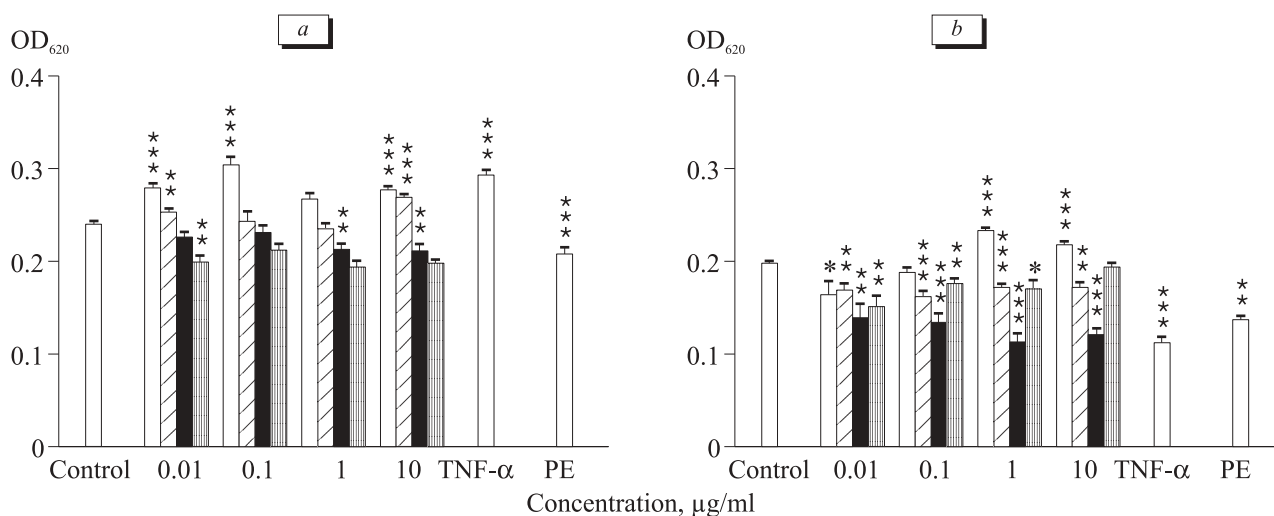 a
OD620
0.4
0.3
0.2
0.1
0
Control 0.01 0.1 1 10 TNF-α PE
b
OD620
0.4
0.3
0.2
0.1
0
Control 0.01 0.1 1 10 TNF-α PE
Concentration, µg/ml